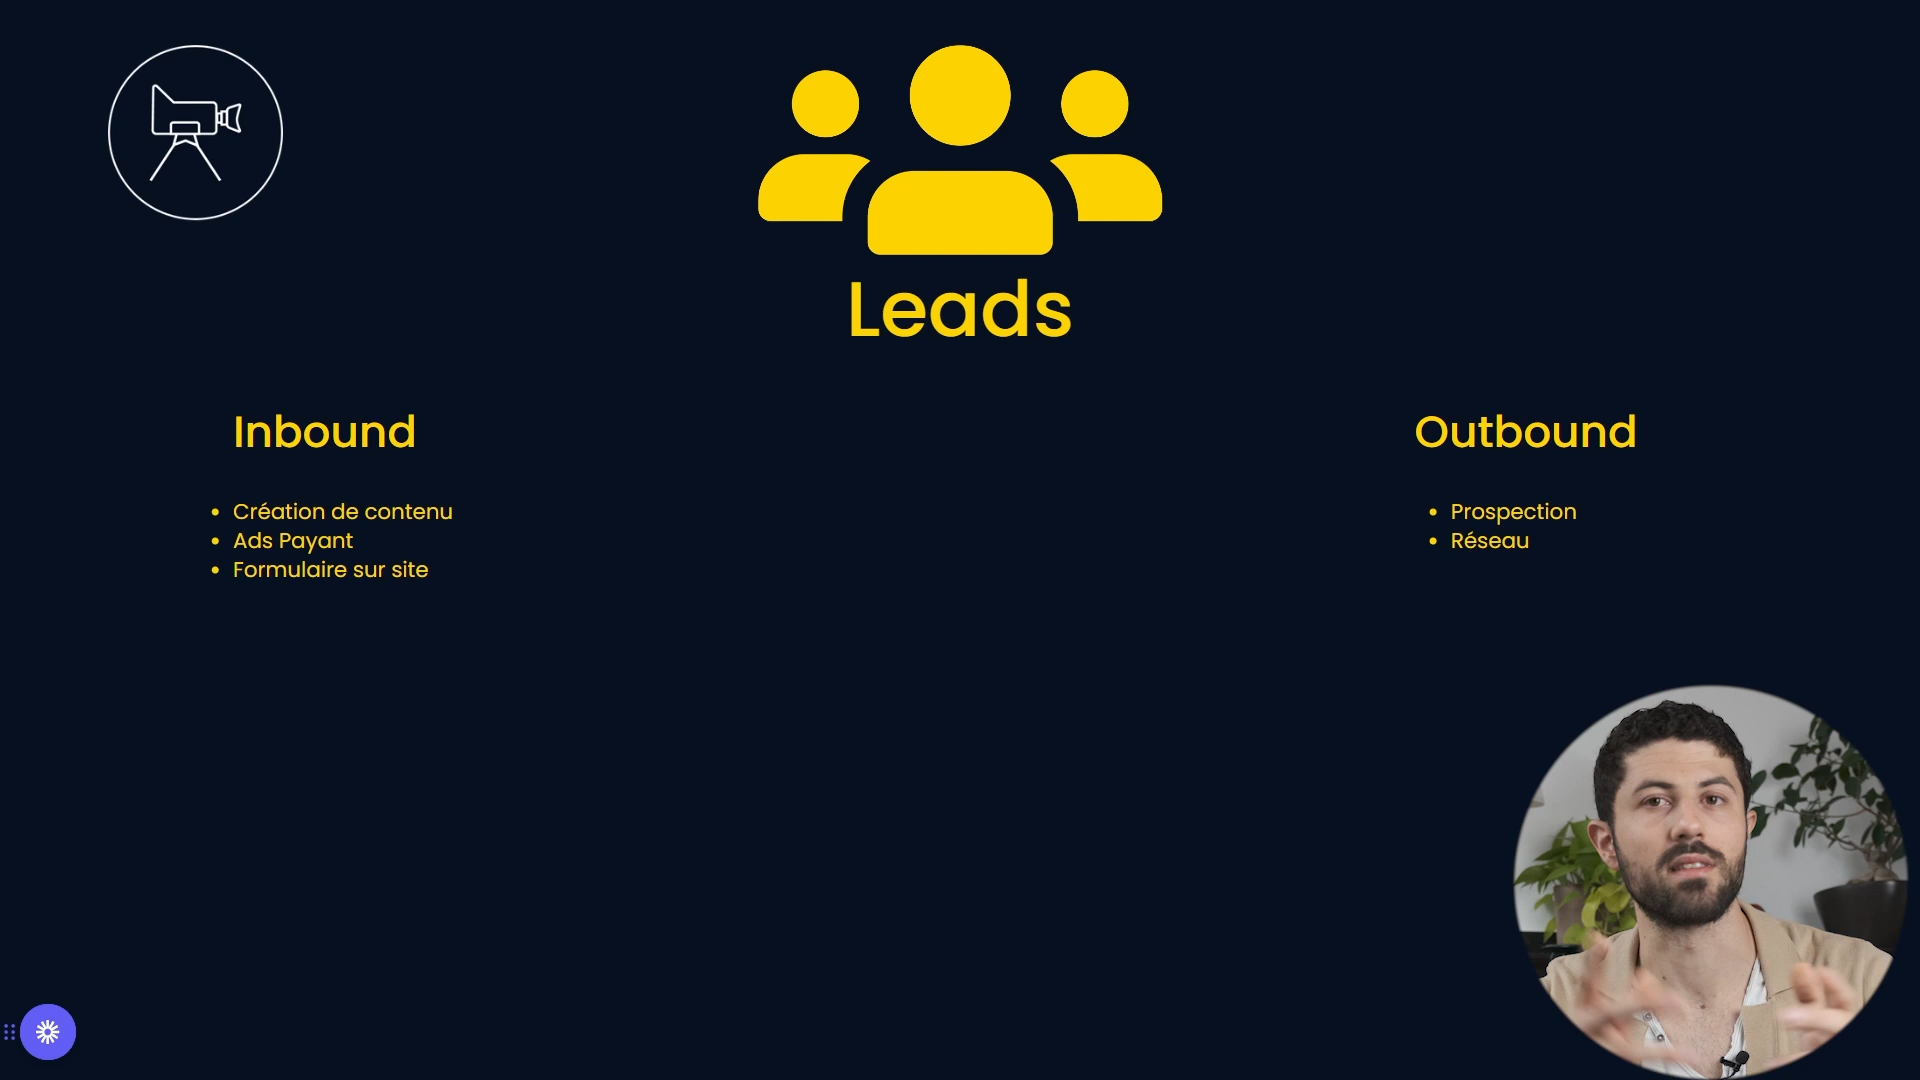 Leads
Inbound
Création de contenu
Ads Payant
Formulaire sur site
Outbound
Prospection
Réseau